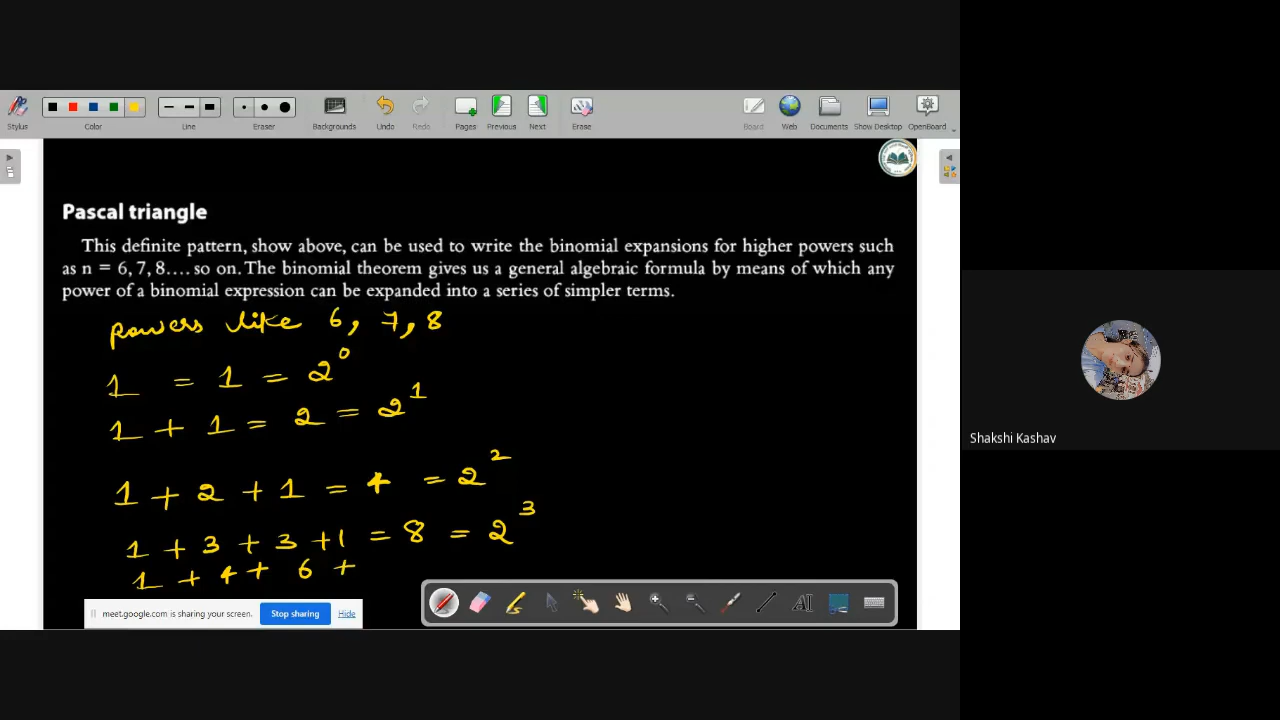 Stylus
Color
Line
Eraser
Backgrounds
Undo
Redo
Pages
Previous
Next
Erase
Board
Web
Documents
Show Desktop
OpenBoard
Pascal triangle
This definite pattern, show above, can be used to write the binomial expansions for higher powers such
as n = 6, 7, 8.... so on. The binomial theorem gives us a general algebraic formula by means of which any
power of a binomial expression can be expanded into a series of simpler terms.
powers like 6, 7, 8
1 = 1 = 2⁰
1 + 1 = 2 = 2¹
1 + 2 + 1 = 4 = 2²
1 + 3 + 3 + 1 = 8 = 2³
1 + 4 + 6 +
meet.google.com is sharing your screen.
Stop sharing
Hide
AI
Shakshi Kashav